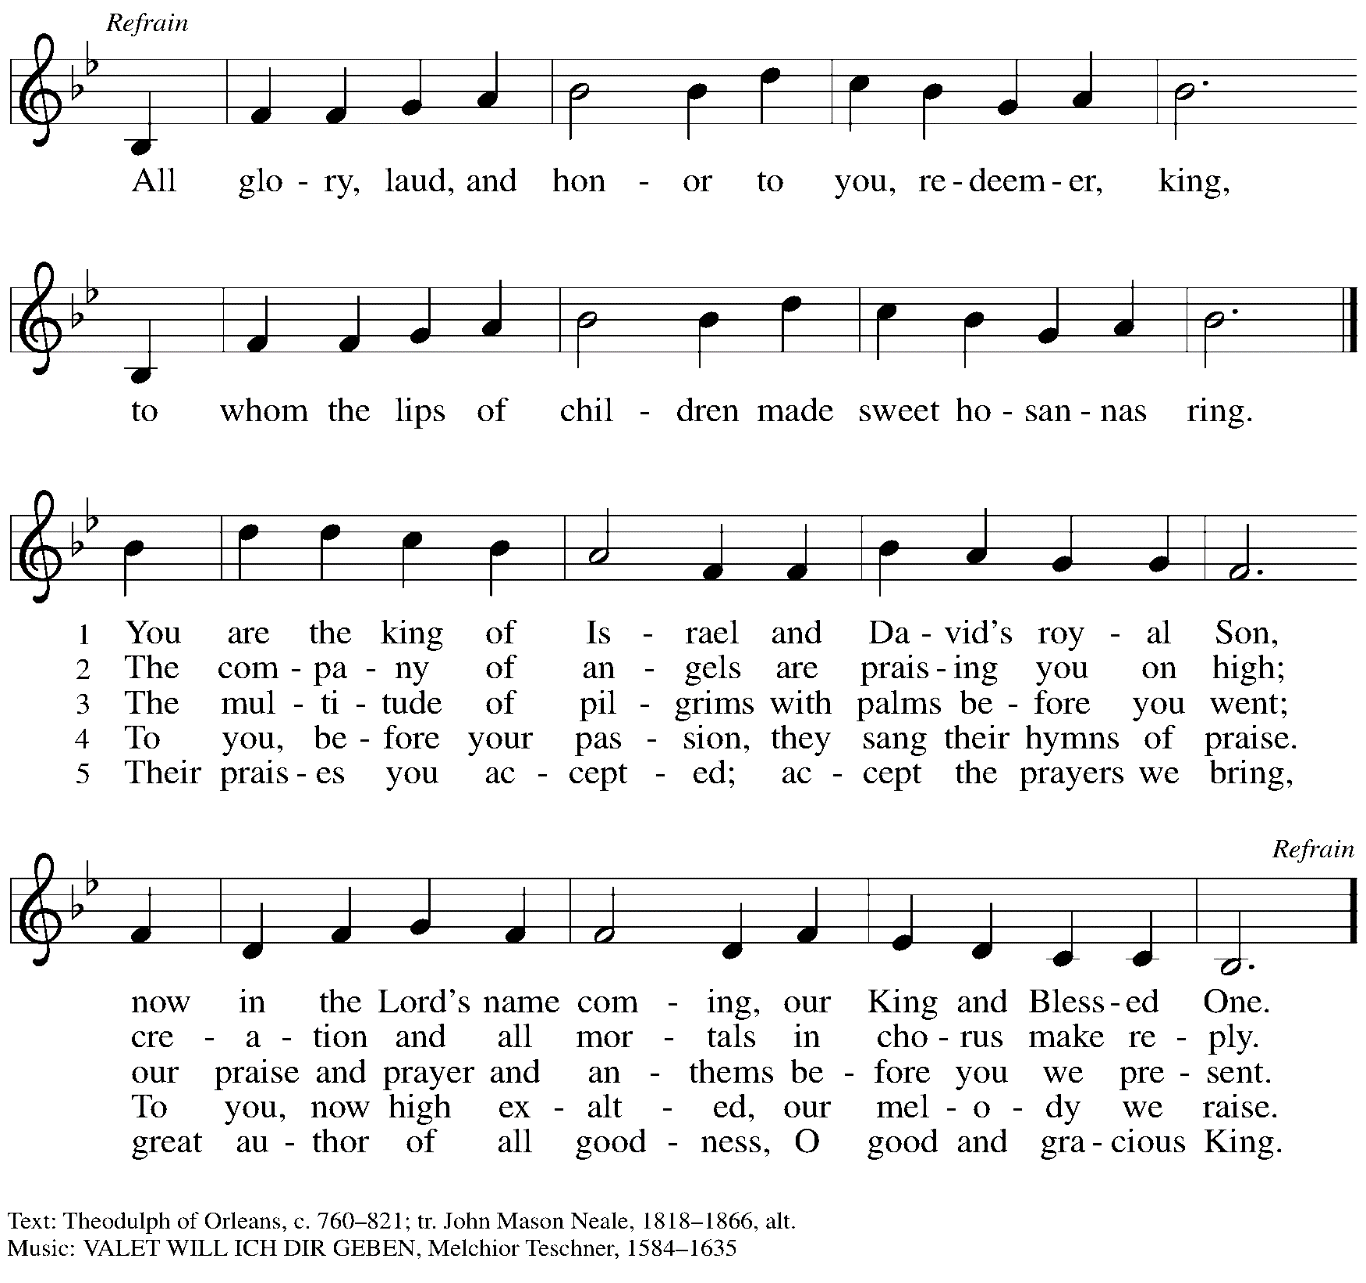 Refrain
All glo - ry, laud, and hon - or to you, re - deem - er, king,
to whom the lips of chil - dren made sweet ho - san - nas ring.
1 You are the king of Is - rael and Da - vid's roy - al Son,
2 The com - pa - ny of an - gels are prais - ing you on high;
3 The mul - ti - tude of pil - grims with palms be - fore you went;
4 To you, be - fore your pas - sion, they sang their hymns of praise.
5 Their prais - es you ac - cept - ed; ac - cept the prayers we bring,
Refrain
now in the Lord's name com - ing, our King and Bless - ed One.
cre - a - tion and all mor - tals in cho - rus make re - ply.
our praise and prayer and an - thems be - fore you we pre - sent.
To you, now high ex - alt - ed, our mel - o - dy we raise.
great au - thor of all good - ness, O good and gra - cious King.
Text: Theodulph of Orleans, c. 760–821; tr. John Mason Neale, 1818–1866, alt.
Music: VALET WILL ICH DIR GEBEN, Melchior Teschner, 1584–1635